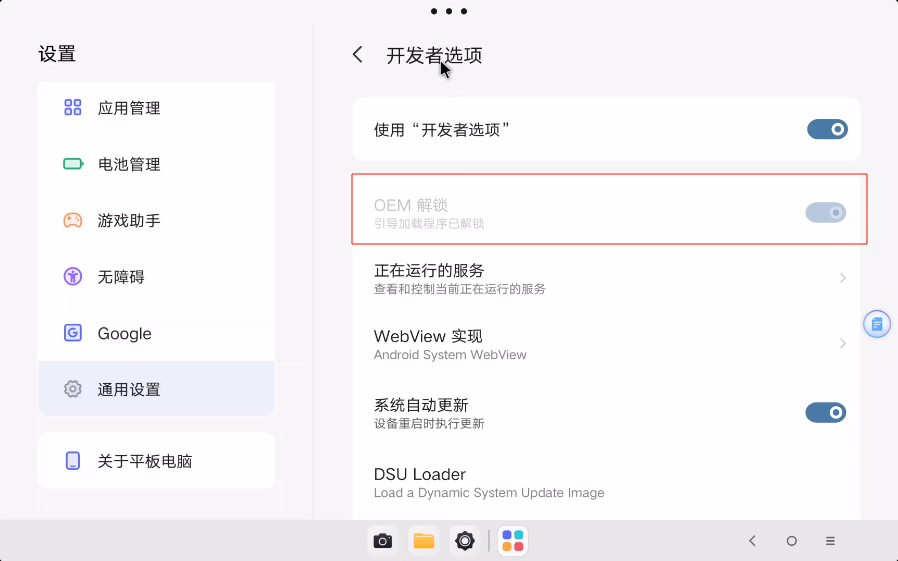 设置
应用管理
电池管理
游戏助手
无障碍
Google
通用设置
关于平板电脑
开发者选项
使用“开发者选项”
OEM 解锁
引导加载程序已解锁
正在运行的服务
查看和控制当前正在运行的服务
WebView 实现
Android System WebView
系统自动更新
设备重启时执行更新
DSU Loader
Load a Dynamic System Update Image